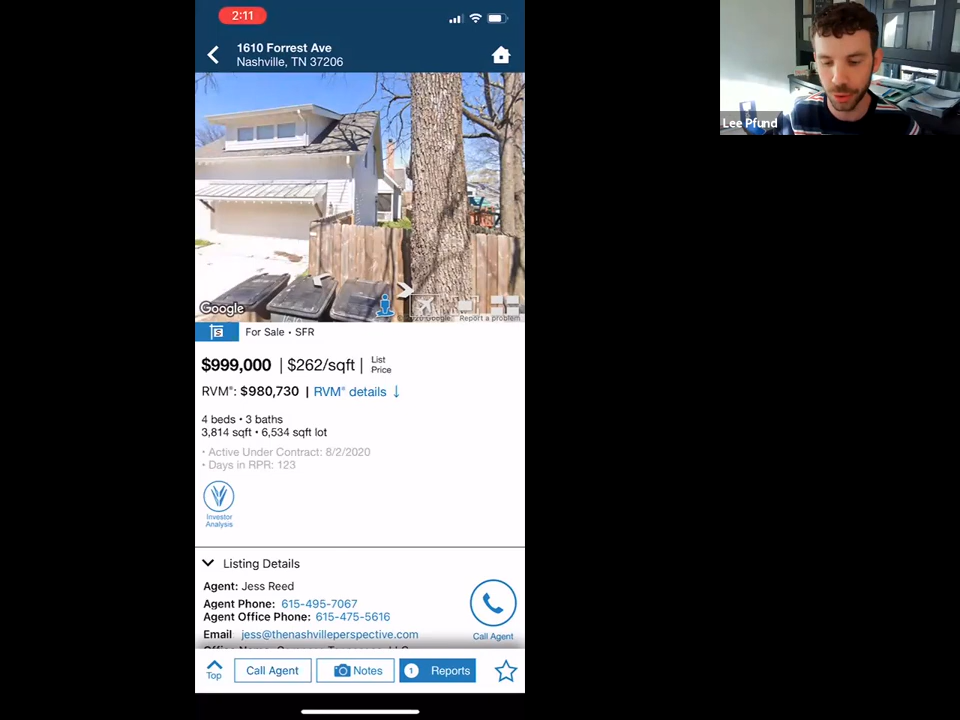 2:11
1610 Forrest Ave
Nashville, TN 37206
Lee Pfund
Google
Report a problem
For Sale • SFR
$999,000 | $262/sqft | List Price
RVM®: $980,730 | RVM® details ↓
4 beds • 3 baths
3,814 sqft • 6,534 sqft lot
• Active Under Contract: 8/2/2020
• Days in RPR: 123
Investor
Analysis
Listing Details
Agent: Jess Reed
Agent Phone: 615-495-7067
Agent Office Phone: 615-475-5616
Call Agent
Email jess@thenashvilleperspective.com
Top
Call Agent
Notes
1 Reports